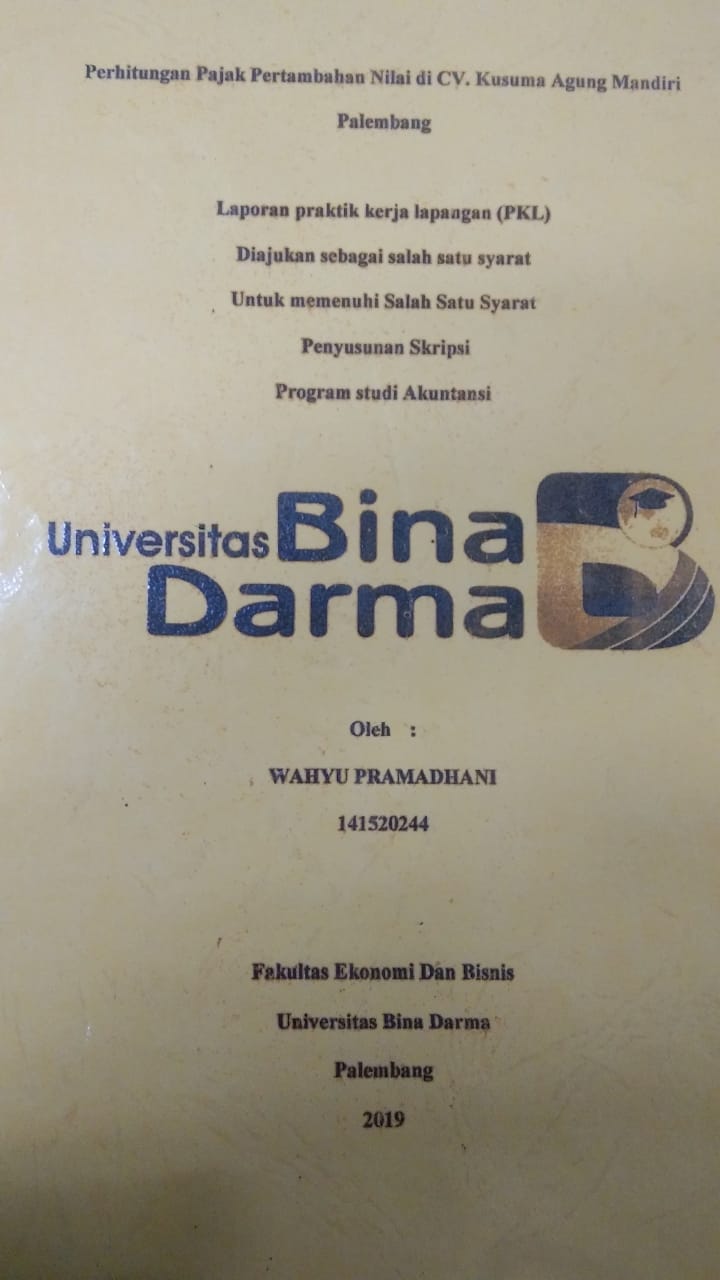 Perhitungan Pajak Pertambahan Nilai di CV. Kusuma Agung Mandiri
Palembang
Laporan praktik kerja lapangan (PKL)
Diajukan sebagai salah satu syarat
Untuk memenuhi Salah Satu Syarat
Penyusunan Skripsi
Program studi Akuntansi
Universitas Bina
Darma
Oleh :
WAHYU PRAMADHANI
141520244
Fakultas Ekonomi Dan Bisnis
Universitas Bina Darma
Palembang
2019